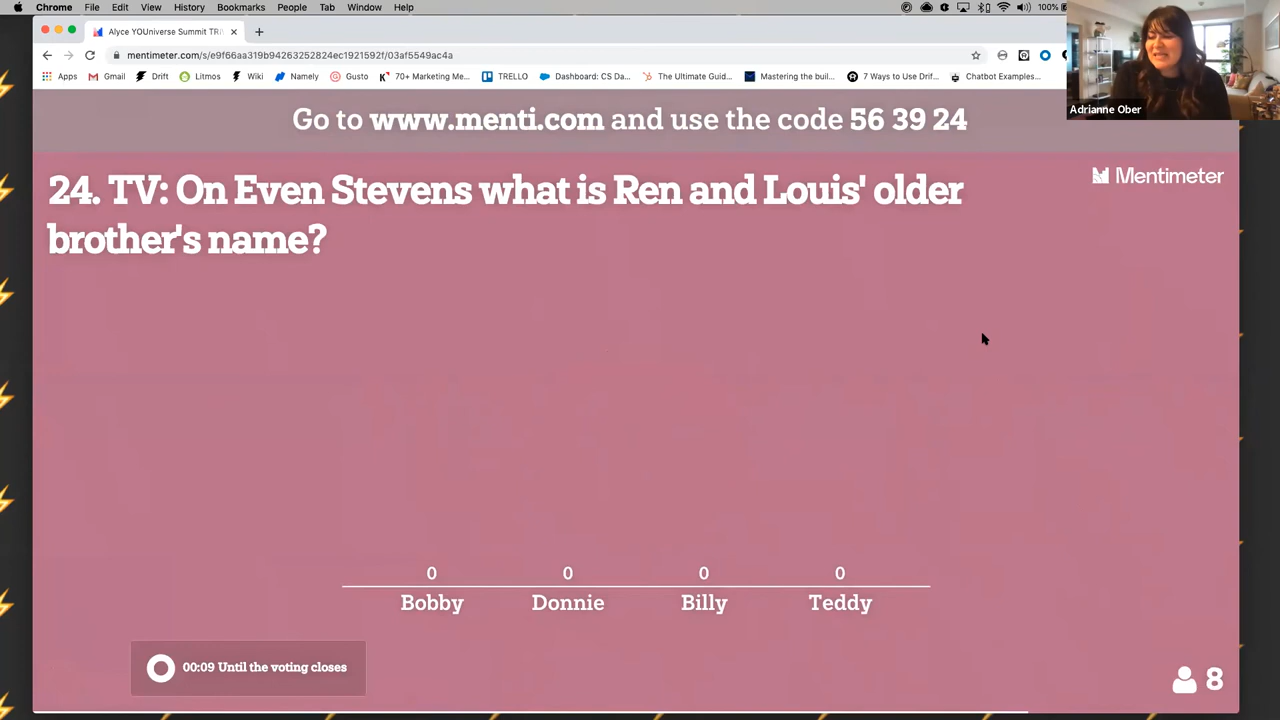 Chrome File Edit View History Bookmarks People Tab Window Help 100%
Alyce YOUniverse Summit TRI
mentimeter.com/s/e9f66aa319b94263252824ec1921592f/03af5549ac4a
Apps Gmail Drift Litmos Wiki Namely Gusto 70+ Marketing Me... TRELLO Dashboard: CS Da... The Ultimate Guid... Mastering the buil... 7 Ways to Use Drif... Chatbot Examples...
Adrianne Ober
Go to www.menti.com and use the code 56 39 24
Mentimeter
24. TV: On Even Stevens what is Ren and Louis' older
brother's name?
0 0 0 0
Bobby Donnie Billy Teddy
00:09 Until the voting closes
8